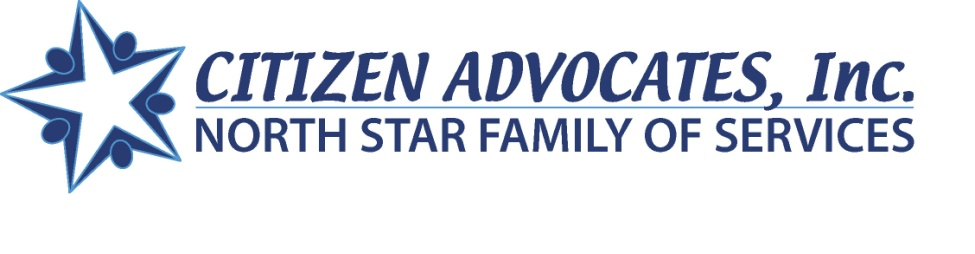 CITIZEN ADVOCATES, Inc.
NORTH STAR FAMILY OF SERVICES